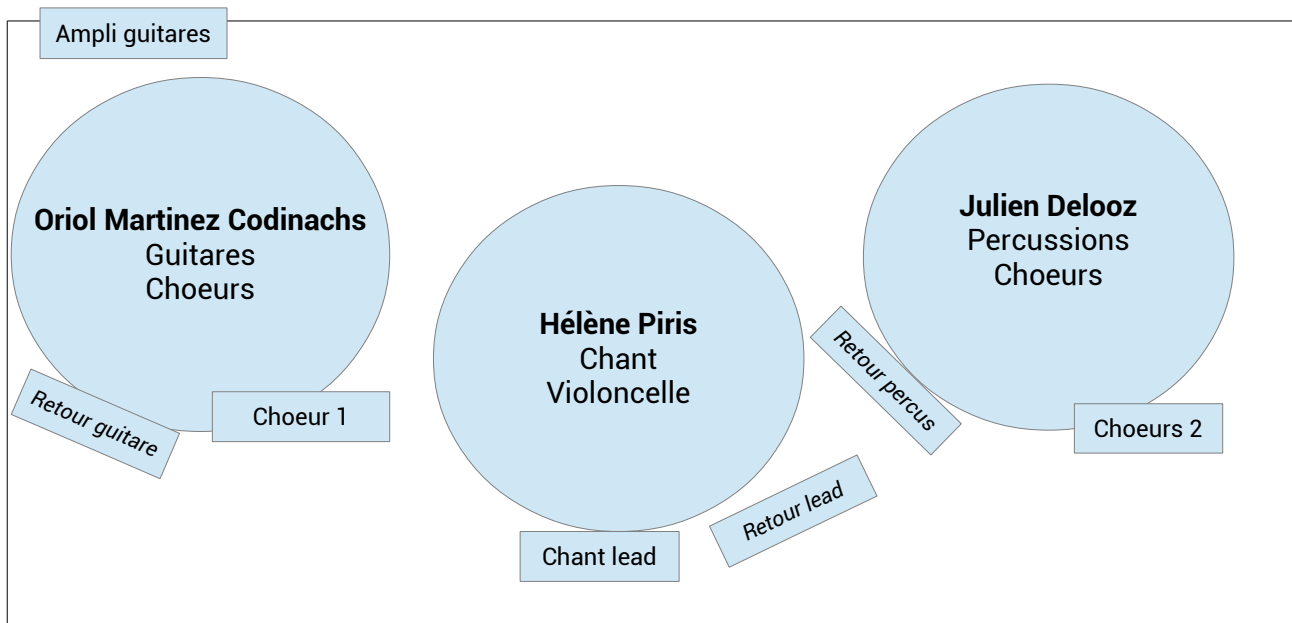 Ampli guitares
Oriol Martinez Codinachs
Guitares
Choeurs
Retour guitare
Choeur 1
Hélène Piris
Chant
Violoncelle
Chant lead
Retour lead
Julien Delooz
Percussions
Choeurs
Retour percus
Choeurs 2